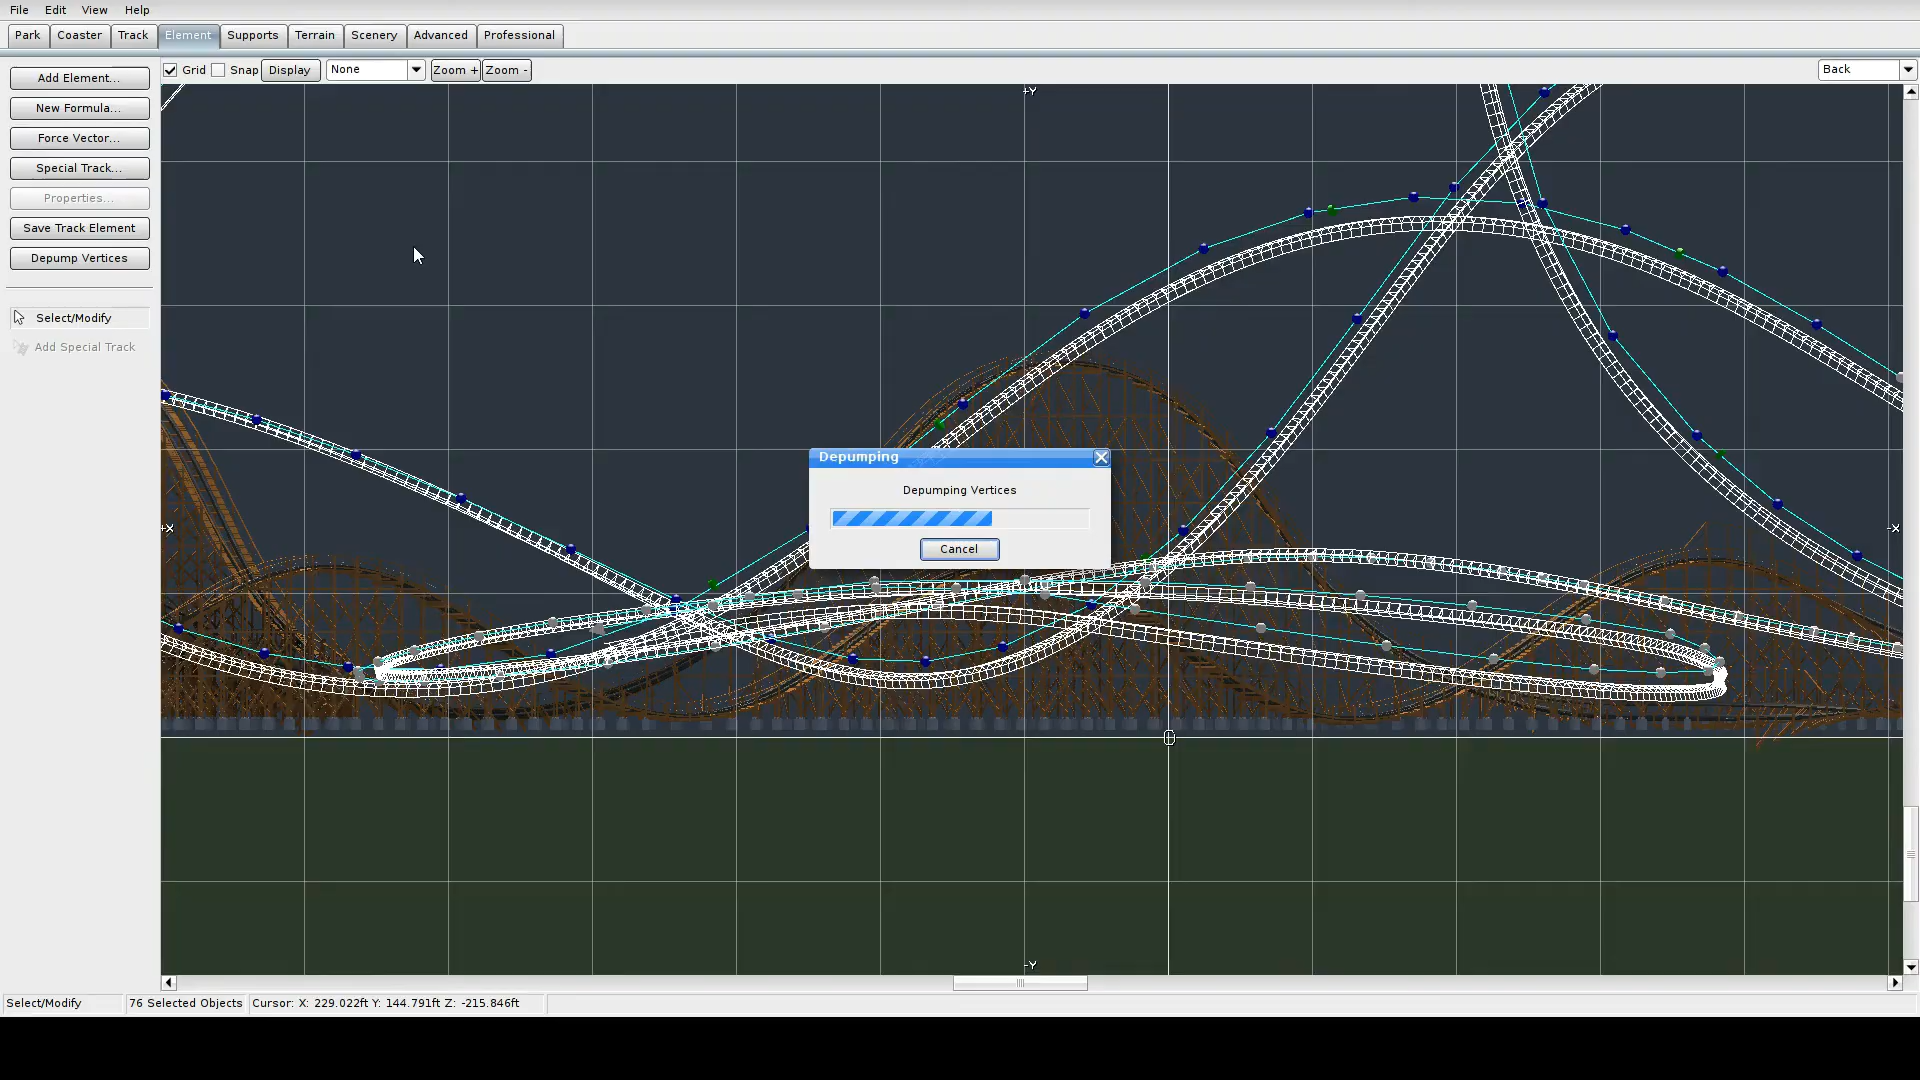 File Edit View Help
Park Coaster Track Element Supports Terrain Scenery Advanced Professional
Grid Snap Display None Zoom + Zoom - Back
Add Element...
New Formula...
Force Vector...
Special Track...
Properties...
Save Track Element
Depump Vertices
Select/Modify
Add Special Track
+Y
Depumping
Depumping Vertices
Cancel
+X
-X
0
-Y
Select/Modify 76 Selected Objects Cursor: X: 229.022ft Y: 144.791ft Z: -215.846ft